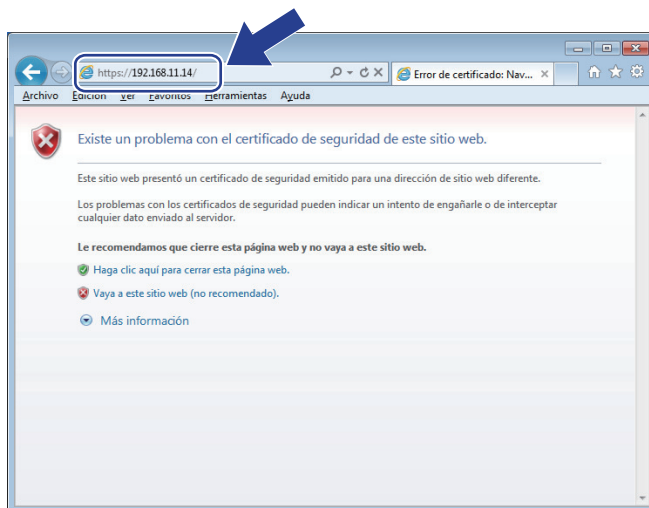 https://192.168.11.14/
Error de certificado: Nav...
Archivo Edición Ver Favoritos Herramientas Ayuda
Existe un problema con el certificado de seguridad de este sitio web.
Este sitio web presentó un certificado de seguridad emitido para una dirección de sitio web diferente.
Los problemas con los certificados de seguridad pueden indicar un intento de engañarle o de interceptar
cualquier dato enviado al servidor.
Le recomendamos que cierre esta página web y no vaya a este sitio web.
Haga clic aquí para cerrar esta página web.
Vaya a este sitio web (no recomendado).
Más información